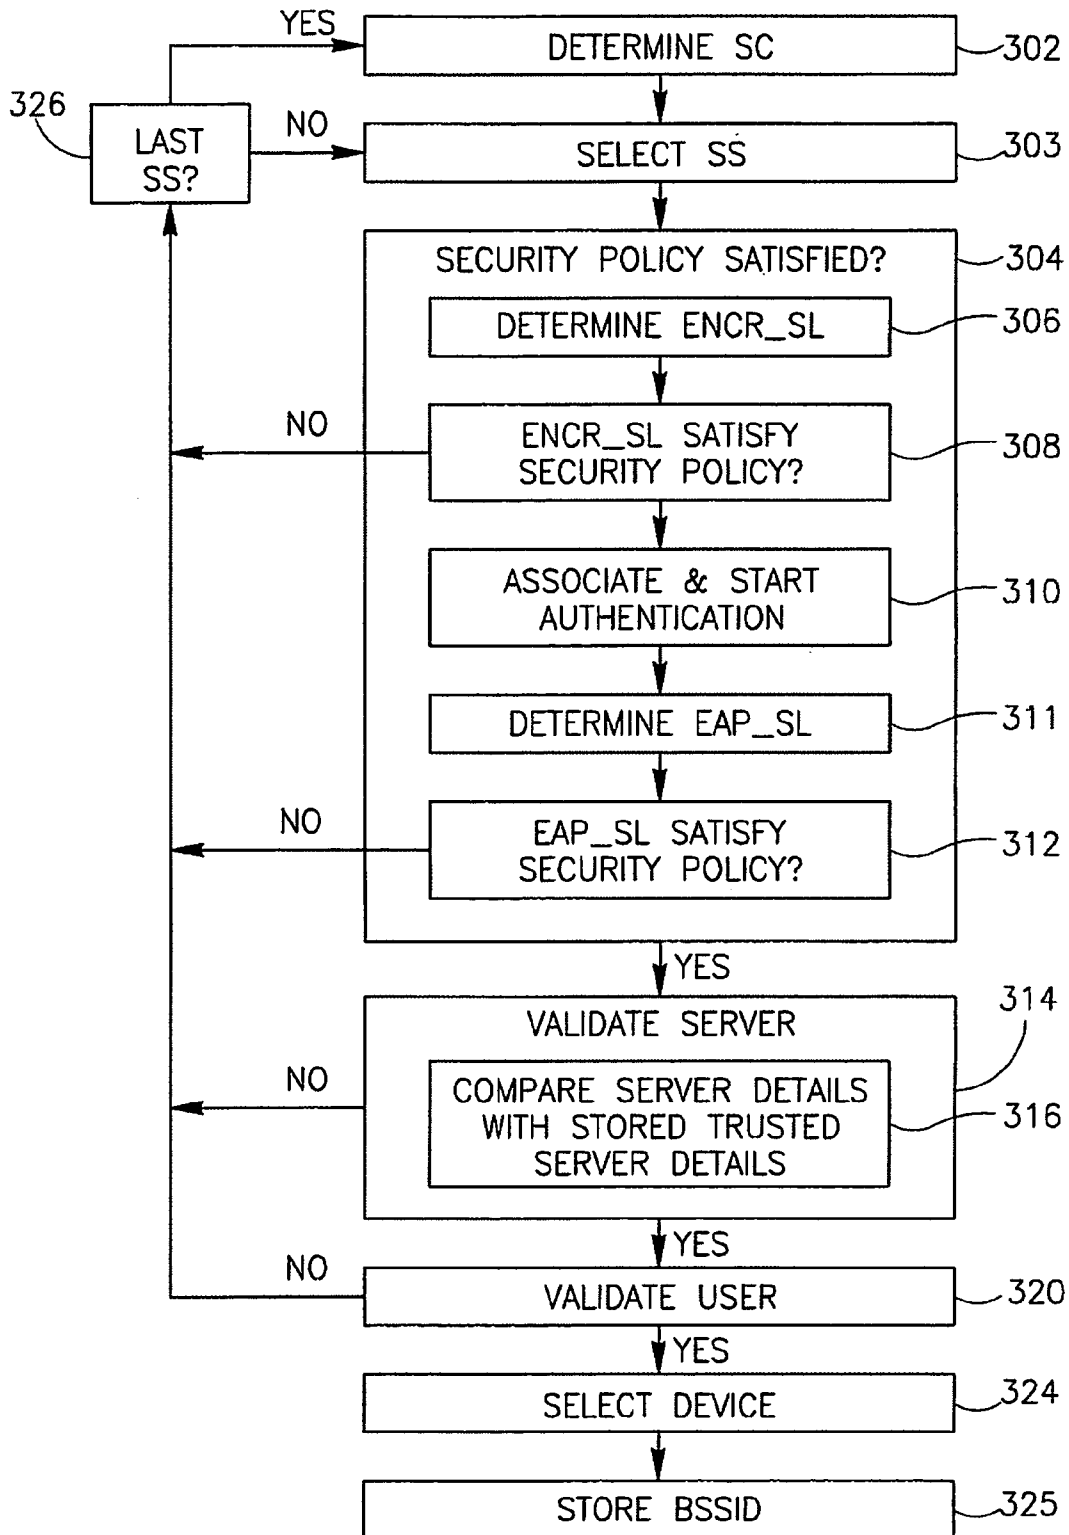 YES
DETERMINE SC
302
326
LAST
SS?
NO
SELECT SS
303
SECURITY POLICY SATISFIED?
304
DETERMINE ENCR_SL
306
NO
ENCR_SL SATISFY
SECURITY POLICY?
308
ASSOCIATE & START
AUTHENTICATION
310
DETERMINE EAP_SL
311
NO
EAP_SL SATISFY
SECURITY POLICY?
312
YES
VALIDATE SERVER
314
NO
COMPARE SERVER DETAILS
WITH STORED TRUSTED
SERVER DETAILS
316
YES
NO
VALIDATE USER
320
YES
SELECT DEVICE
324
STORE BSSID
325